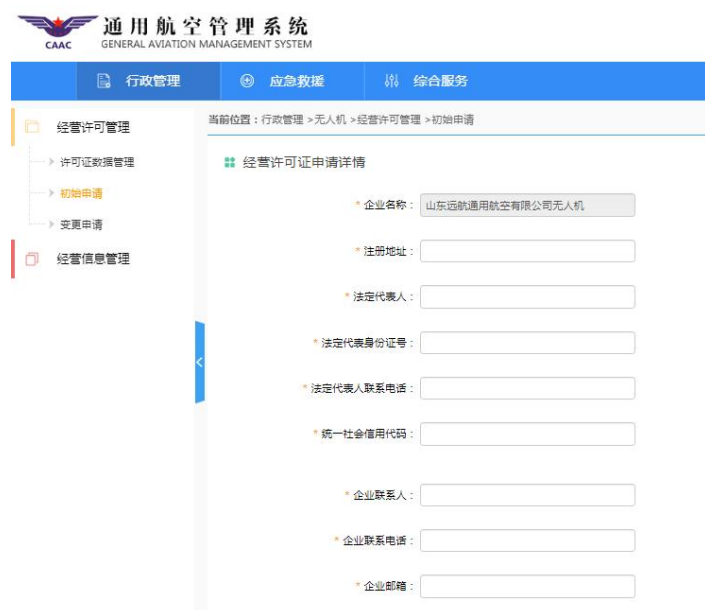 通用航空管理系统
CAAC
GENERAL AVIATION MANAGEMENT SYSTEM
行政管理 应急救援 综合服务
经营许可管理
许可证数据管理
初始申请
变更申请
经营信息管理
当前位置：行政管理 >无人机 >经营许可管理 >初始申请
经营许可证申请详情
* 企业名称： 山东远航通用航空有限公司无人机
* 注册地址：
* 法定代表人：
* 法定代表身份证号：
* 法定代表人联系电话：
* 统一社会信用代码：
* 企业联系人：
* 企业联系电话：
* 企业邮箱：